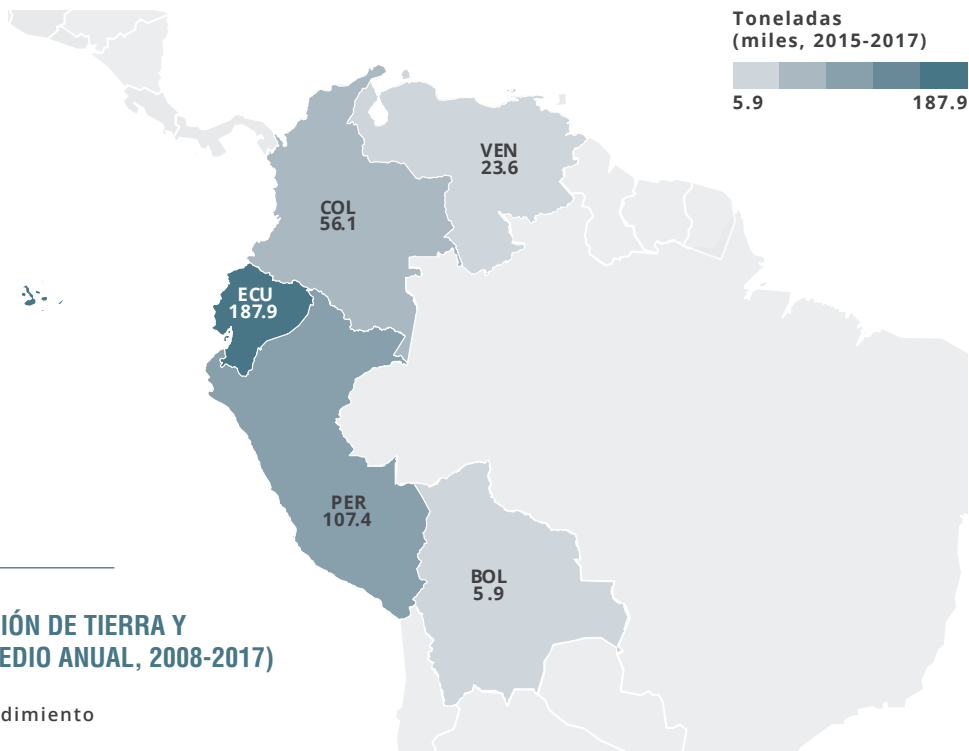 Toneladas
(miles, 2015-2017)
5.9 187.9
VEN
23.6
COL
56.1
ECU
187.9
PER
107.4
BOL
5.9
IÓN DE TIERRA Y
EDIO ANUAL, 2008-2017)
dimiento